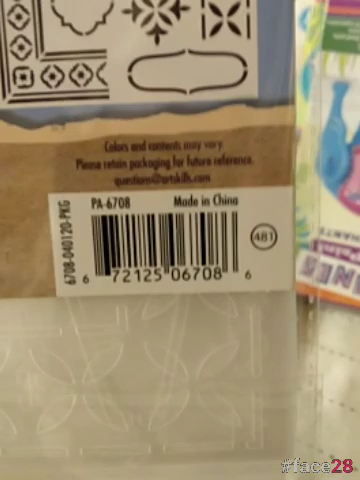 Colors and contents may vary.
Please retain packaging for future reference.
questions@artskills.com
PA-6708 Made in China
6708-040120-PKG
481
6 72125 06708 6
#face28